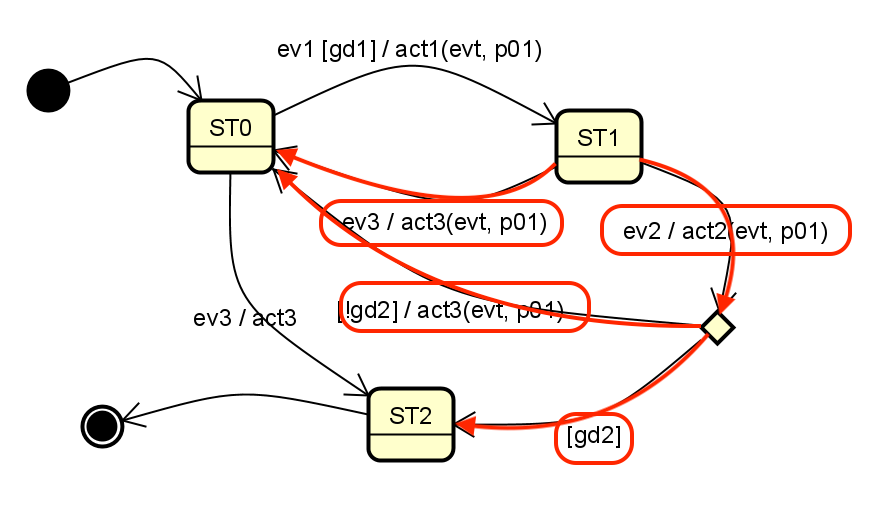 ev1 [gd1] / act1(evt, p01)
ST0
ST1
ev3 / act3(evt, p01)
ev2 / act2(evt, p01)
[!gd2] / act3(evt, p01)
ev3 / act3
ST2
[gd2]